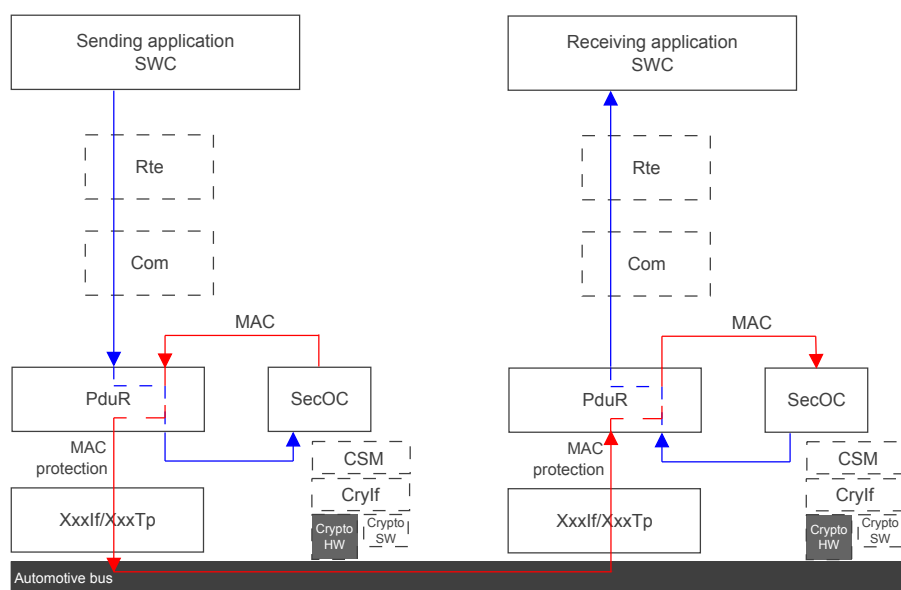 Sending application
SWC
Receiving application
SWC
Rte
Rte
Com
Com
MAC
MAC
PduR
SecOC
PduR
SecOC
MAC
protection
MAC
protection
CSM
CSM
CryIf
CryIf
XxxIf/XxxTp
Crypto
HW
Crypto
SW
XxxIf/XxxTp
Crypto
HW
Crypto
SW
Automotive bus